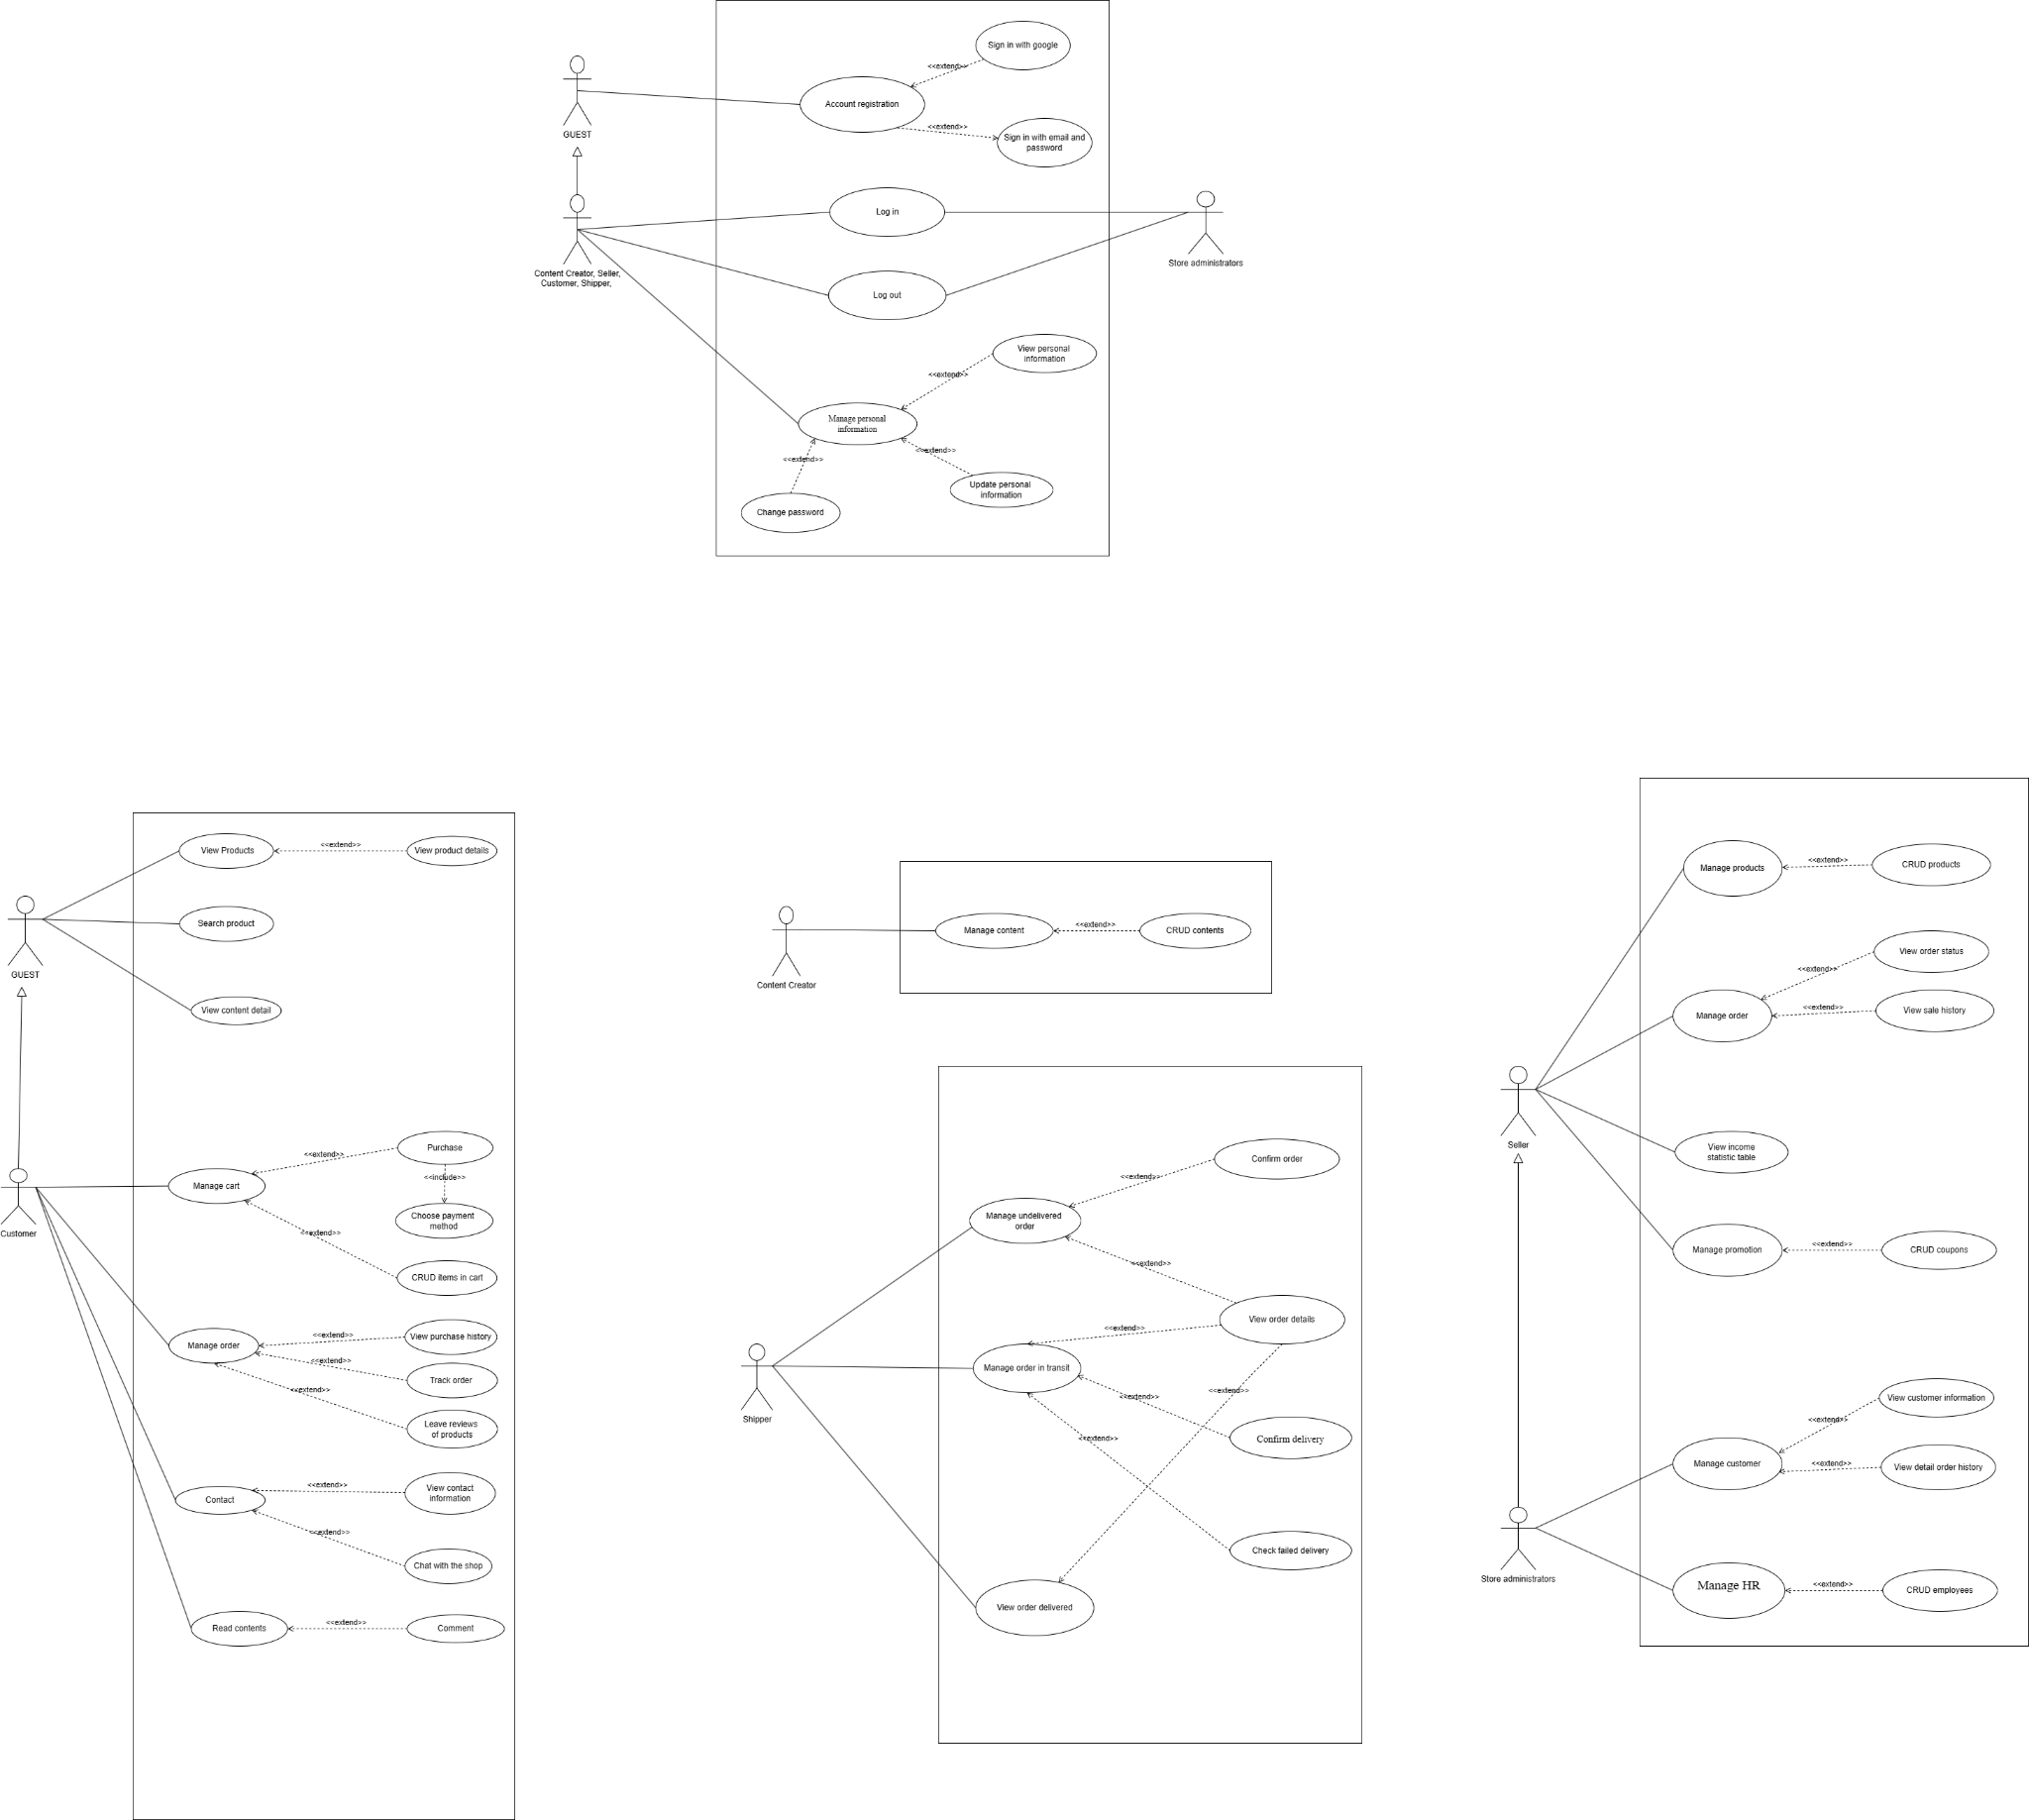 Sign in with google
<<extend>>
Account registration
<<extend>>
Sign in with email and
password
GUEST
Log in
Content Creator, Seller,
Customer, Shipper,
Store administrators
Log out
View personal
information
<<extend>>
Manage personal
information
<<extend>>
<<extend>>
Update personal
information
Change password
View Products
<<extend>>
View product details
Search product
GUEST
View content detail
Purchase
<<extend>>
<<include>>
Manage cart
Choose payment
method
Customer
<<extend>>
CRUD items in cart
Manage order
<<extend>>
View purchase history
<<extend>>
Track order
<<extend>>
Leave reviews
of products
Contact
<<extend>>
View contact
information
<<extend>>
Chat with the shop
Read contents
<<extend>>
Comment
Manage content
<<extend>>
CRUD contents
Content Creator
Confirm order
<<extend>>
Manage undelivered
order
<<extend>>
View order details
<<extend>>
Manage order in transit
<<extend>>
<<extend>>
Shipper
Confirm delivery
<<extend>>
Check failed delivery
View order delivered
Manage products
<<extend>>
CRUD products
View order status
<<extend>>
Manage order
<<extend>>
View sale history
Seller
View income
statistic table
Manage promotion
<<extend>>
CRUD coupons
View customer information
<<extend>>
Manage customer
<<extend>>
View detail order history
Store administrators
Manage HR
<<extend>>
CRUD employees